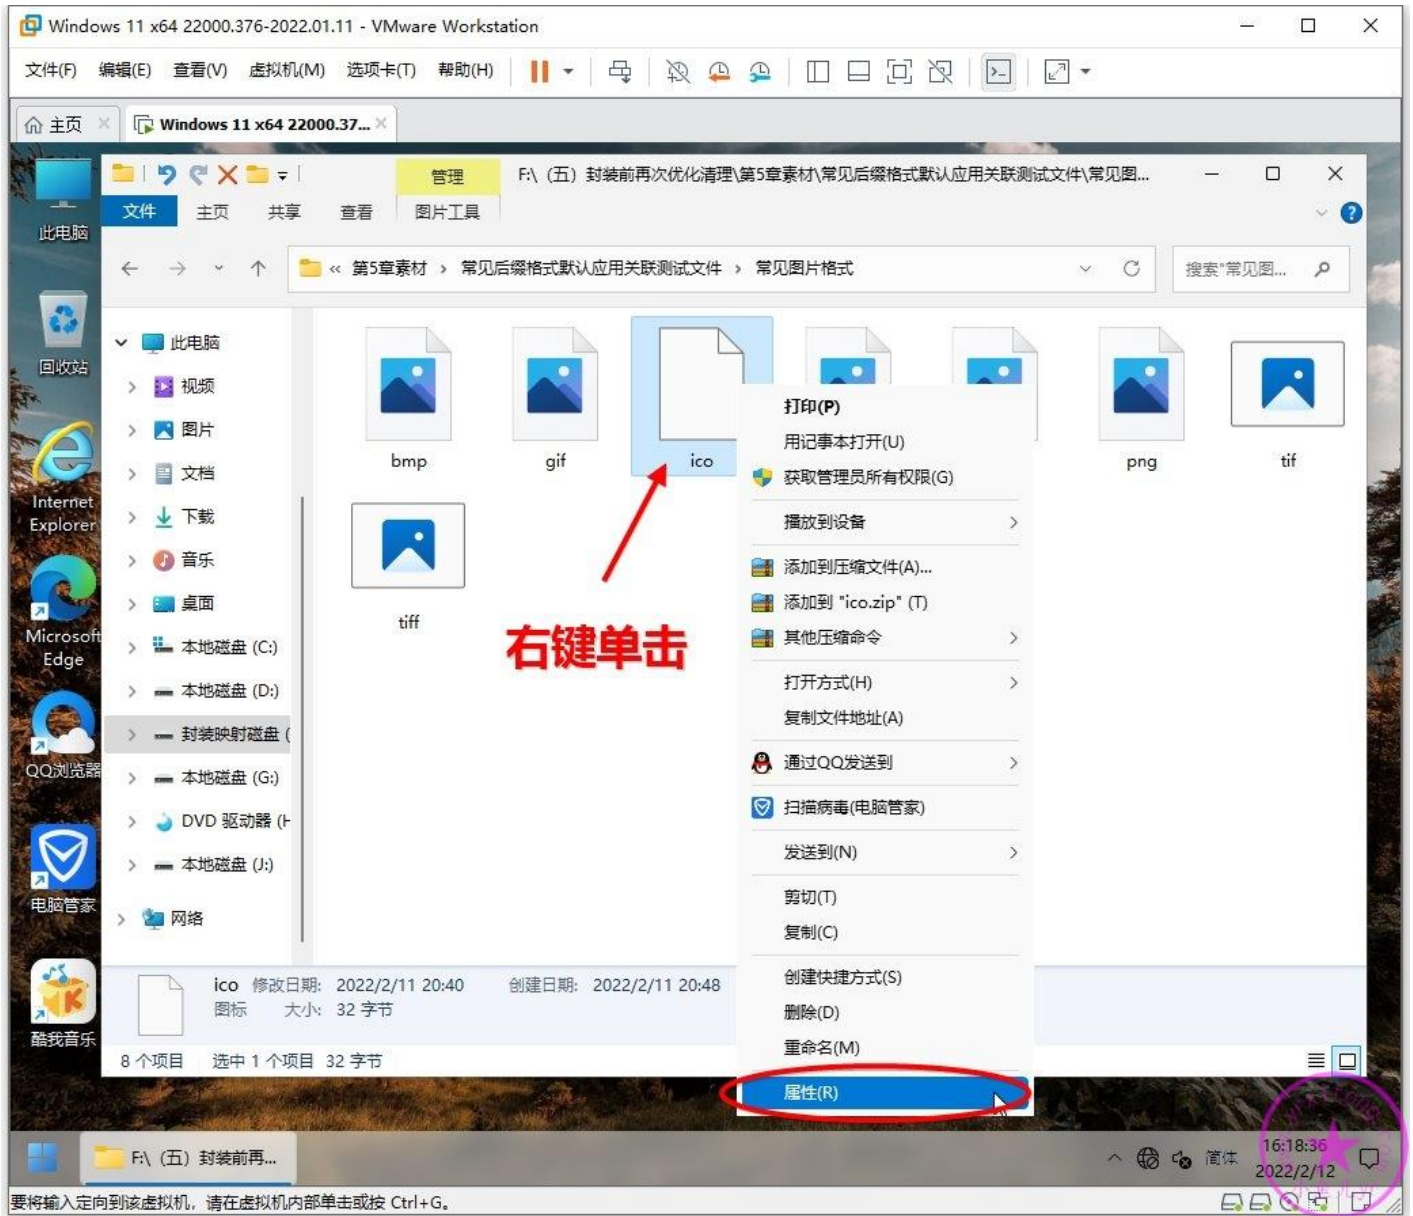 Windows 11 x64 22000.376-2022.01.11 - VMware Workstation
文件(F) 编辑(E) 查看(V) 虚拟机(M) 选项卡(T) 帮助(H)
主页 Windows 11 x64 22000.37...
管理 F:\（五）封装前再次优化清理\第5章素材\常见后缀格式默认应用关联测试文件\常见图...
文件 主页 共享 查看 图片工具
« 第5章素材 › 常见后缀格式默认应用关联测试文件 › 常见图片格式 搜索"常见图...
此电脑
回收站
Internet
Explorer
Microsoft
Edge
QQ浏览器
电脑管家
酷我音乐
此电脑
视频
图片
文档
下载
音乐
桌面
本地磁盘 (C:)
本地磁盘 (D:)
封装映射磁盘 (
本地磁盘 (G:)
DVD 驱动器 (H
本地磁盘 (J:)
网络
bmp gif ico png tif
tiff
右键单击
打印(P)
用记事本打开(U)
获取管理员所有权限(G)
播放到设备
添加到压缩文件(A)...
添加到 "ico.zip" (T)
其他压缩命令
打开方式(H)
复制文件地址(A)
通过QQ发送到
扫描病毒(电脑管家)
发送到(N)
剪切(T)
复制(C)
创建快捷方式(S)
删除(D)
重命名(M)
属性(R)
ico 修改日期: 2022/2/11 20:40 创建日期: 2022/2/11 20:48
图标 大小: 32 字节
8 个项目 选中 1 个项目 32 字节
F:\（五）封装前再...
简体 16:18:36
2022/2/12
要将输入定向到该虚拟机，请在虚拟机内部单击或按 Ctrl+G。